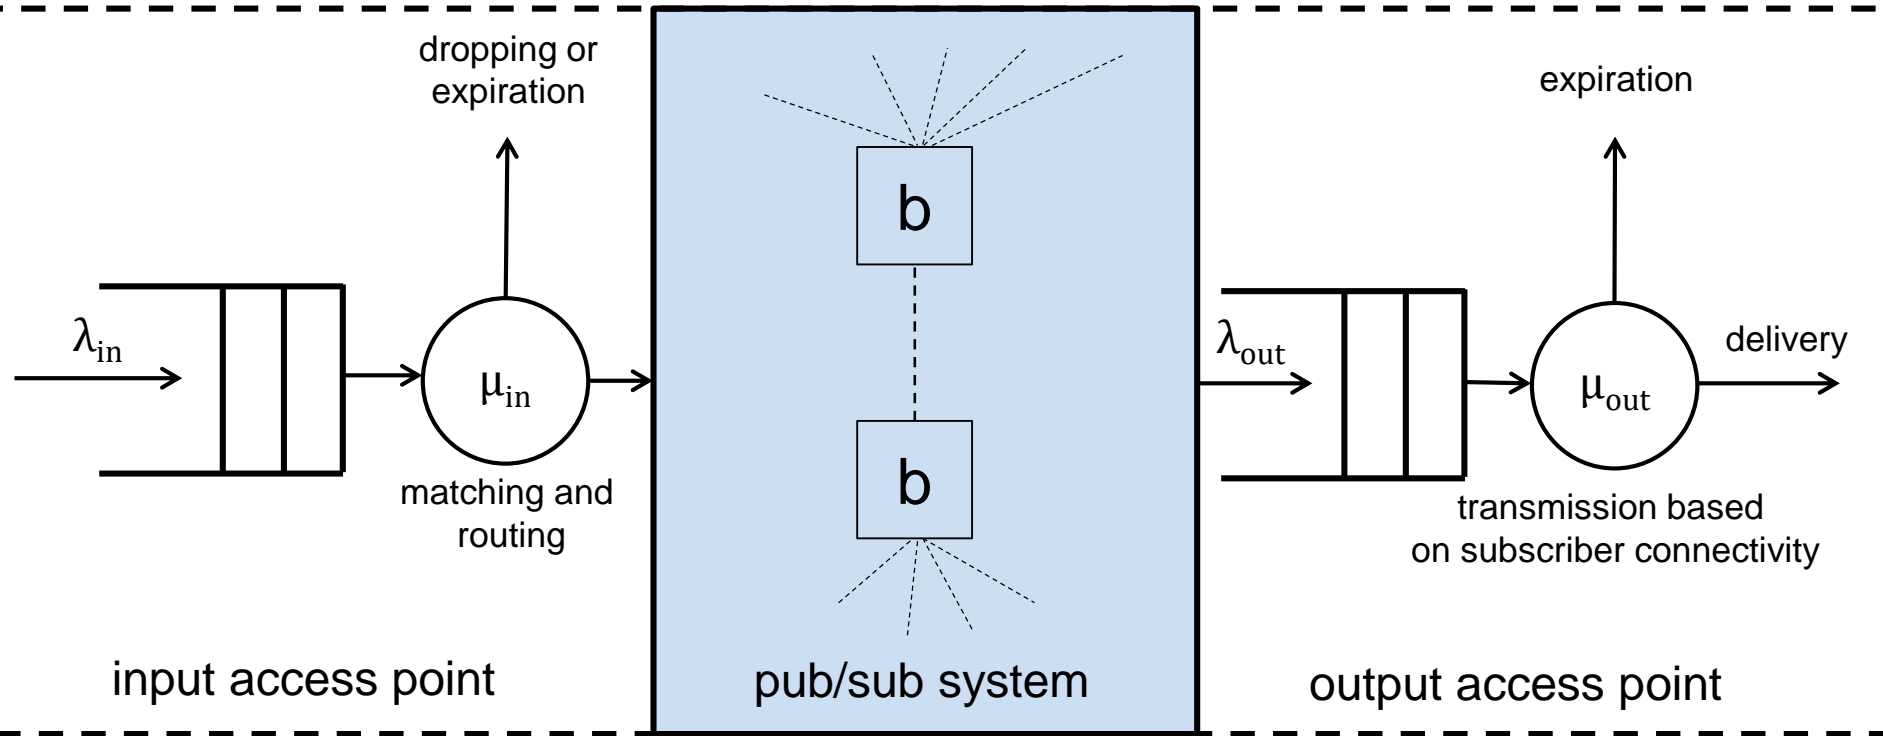 dropping or
expiration
λin
μin
matching and
routing
input access point
b
b
pub/sub system
expiration
λout
μout
delivery
transmission based
on subscriber connectivity
output access point